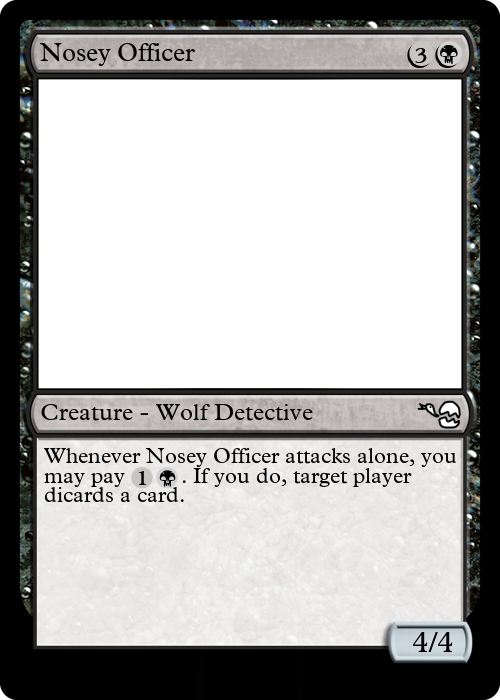 Nosey Officer 3
Creature - Wolf Detective
Whenever Nosey Officer attacks alone, you
may pay 1 . If you do, target player
dicards a card.
4/4